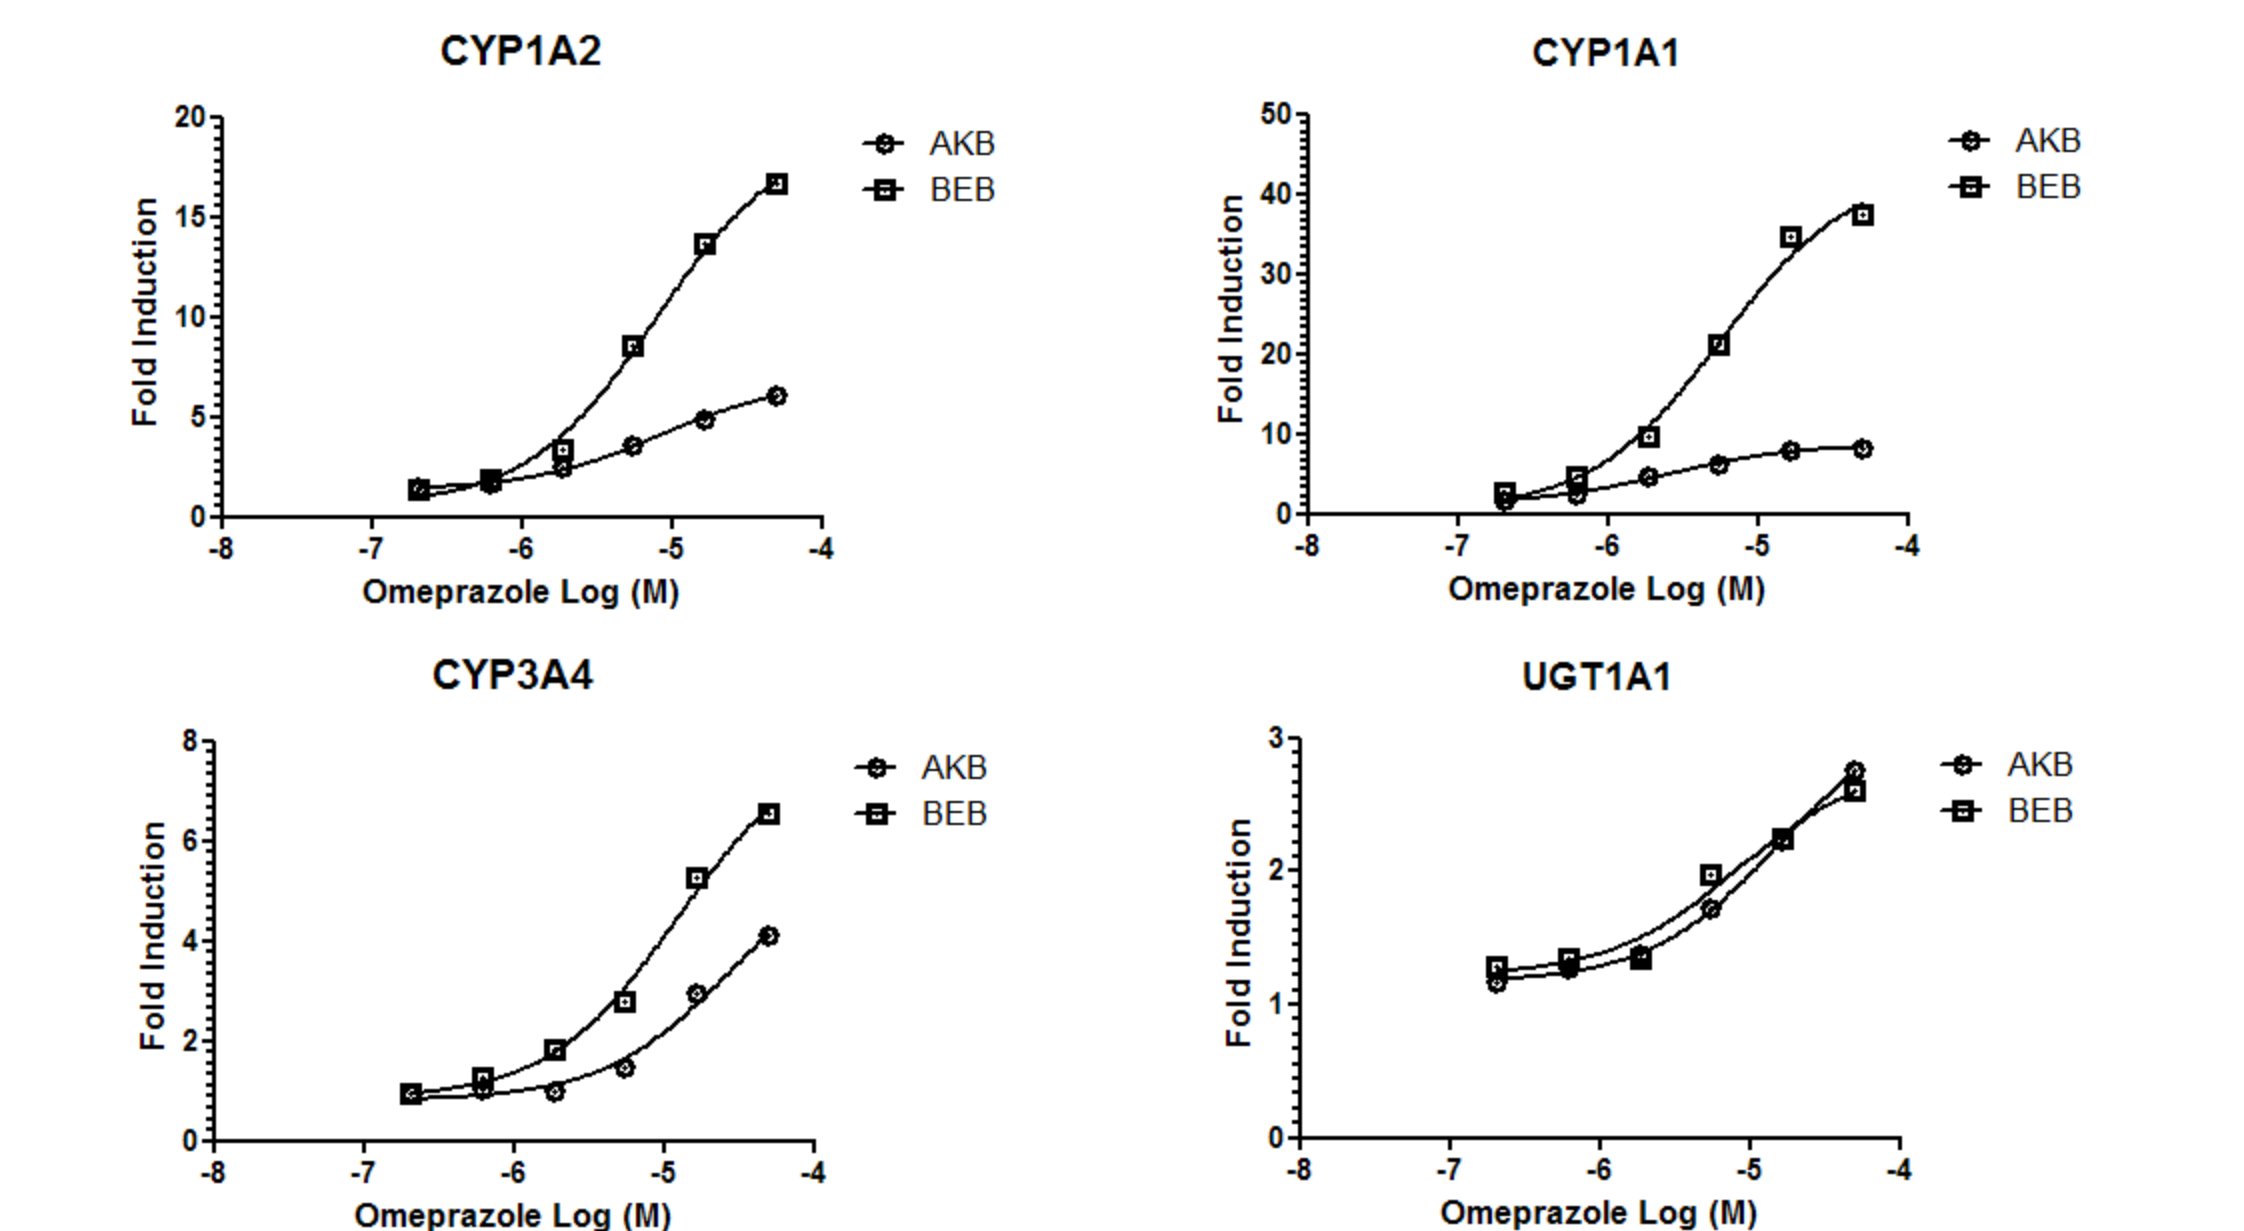 CYP1A2
20
15
10
5
0
-8
-7
-6
-5
-4
Fold Induction
Omeprazole Log (M)
AKB
BEB
CYP1A1
50
40
30
20
10
0
-8
-7
-6
-5
-4
Fold Induction
Omeprazole Log (M)
AKB
BEB
CYP3A4
8
6
4
2
0
-8
-7
-6
-5
-4
Fold Induction
Omeprazole Log (M)
AKB
BEB
UGT1A1
3
2
1
0
-8
-7
-6
-5
-4
Fold Induction
Omeprazole Log (M)
AKB
BEB